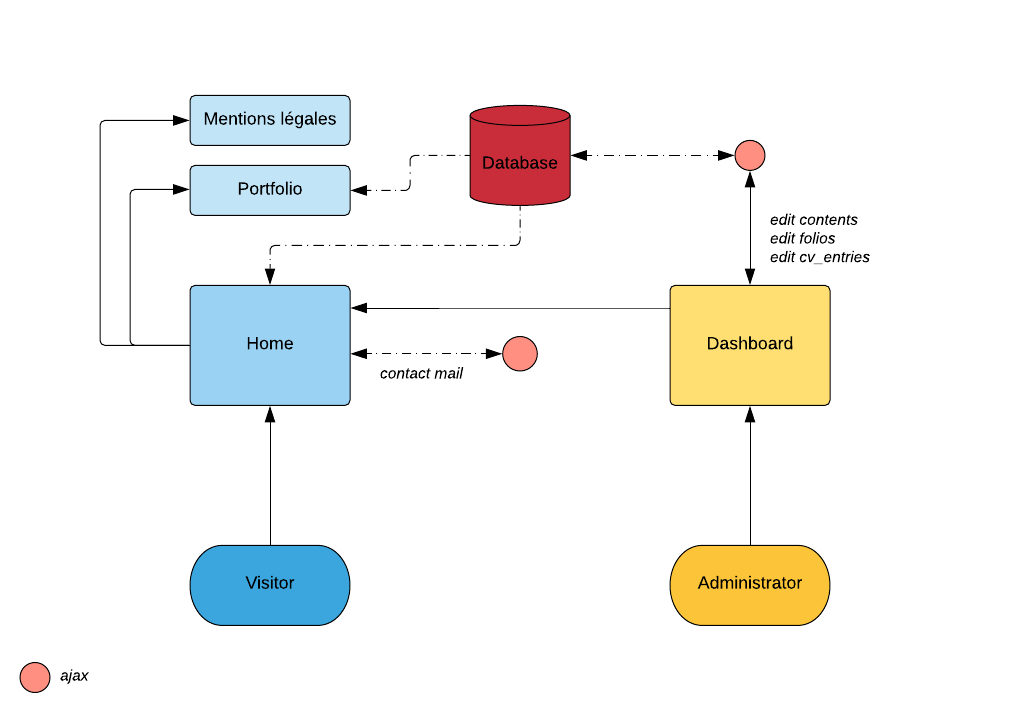 Mentions légales
Database
Portfolio
edit contents
edit folios
edit cv_entries
Home
Dashboard
contact mail
Visitor
Administrator
ajax